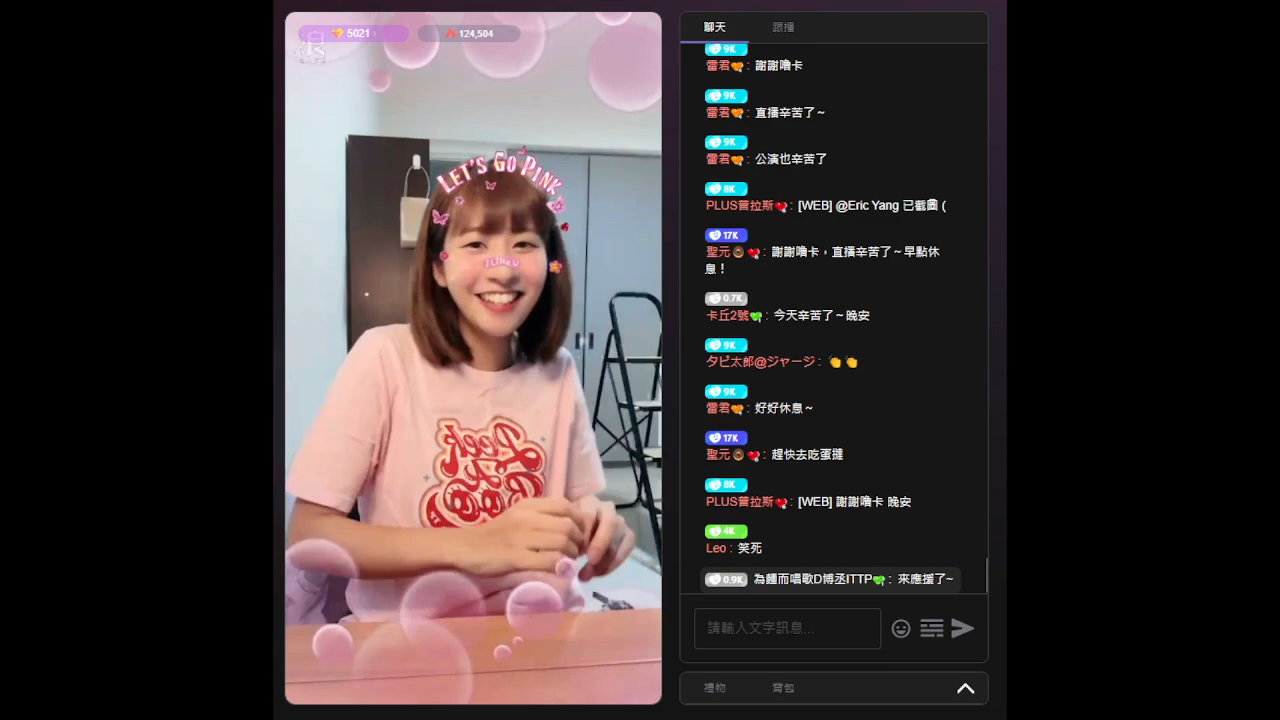 5021
124,504
浪
LET'S GO PINK
Peek
A
Boo
聊天 跟播
9K
雷君: 謝謝嚕卡
9K
雷君: 直播辛苦了~
9K
雷君: 公演也辛苦了
8K
PLUS普拉斯: [WEB] @Eric Yang 已截圖 (
17K
聖元: 謝謝嚕卡，直播辛苦了~早點休
息！
0.7K
卡丘2號: 今天辛苦了~晚安
9K
タピ太郎@ジャージ: 👏 👏
9K
雷君: 好好休息~
17K
聖元: 趕快去吃蛋撻
8K
PLUS普拉斯: [WEB] 謝謝嚕卡 晚安
4K
Leo: 笑死
0.9K 為麵而唱歌D博丞ITTP: 來應援了~
請輸入文字訊息...
禮物 背包